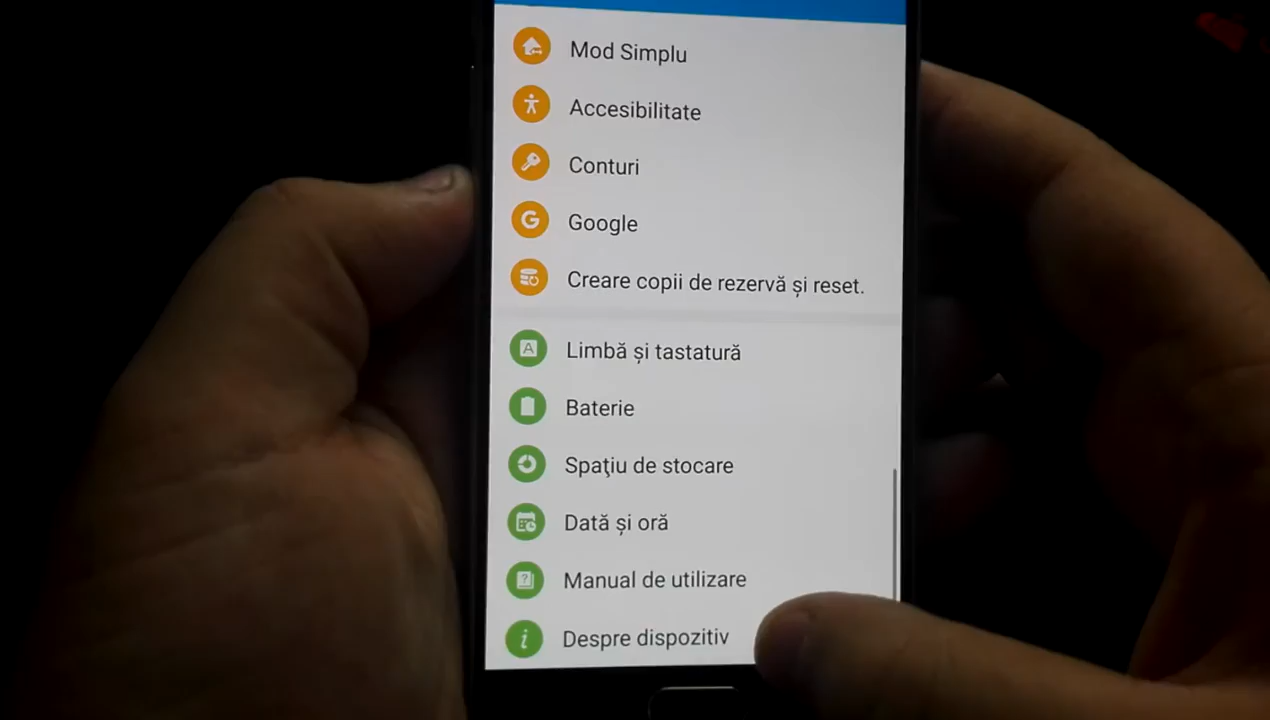 Mod Simplu
Accesibilitate
Conturi
Google
Creare copii de rezervă și reset.
Limbă și tastatură
Baterie
Spaţiu de stocare
Dată și oră
Manual de utilizare
Despre dispozitiv